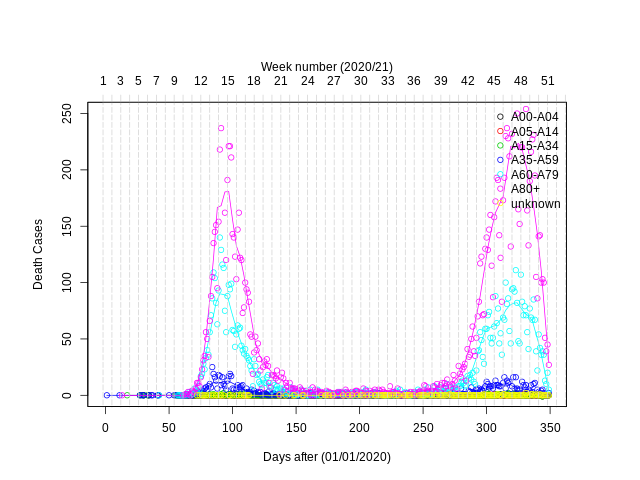 Week number (2020/21)
1 3 5 7 9 12 15 18 21 24 27 30 33 36 39 42 45 48 51
Death Cases
250
200
150
100
50
0
A00-A04
A05-A14
A15-A34
A35-A59
A60-A79
A80+
unknown
0 50 100 150 200 250 300 350
Days after (01/01/2020)